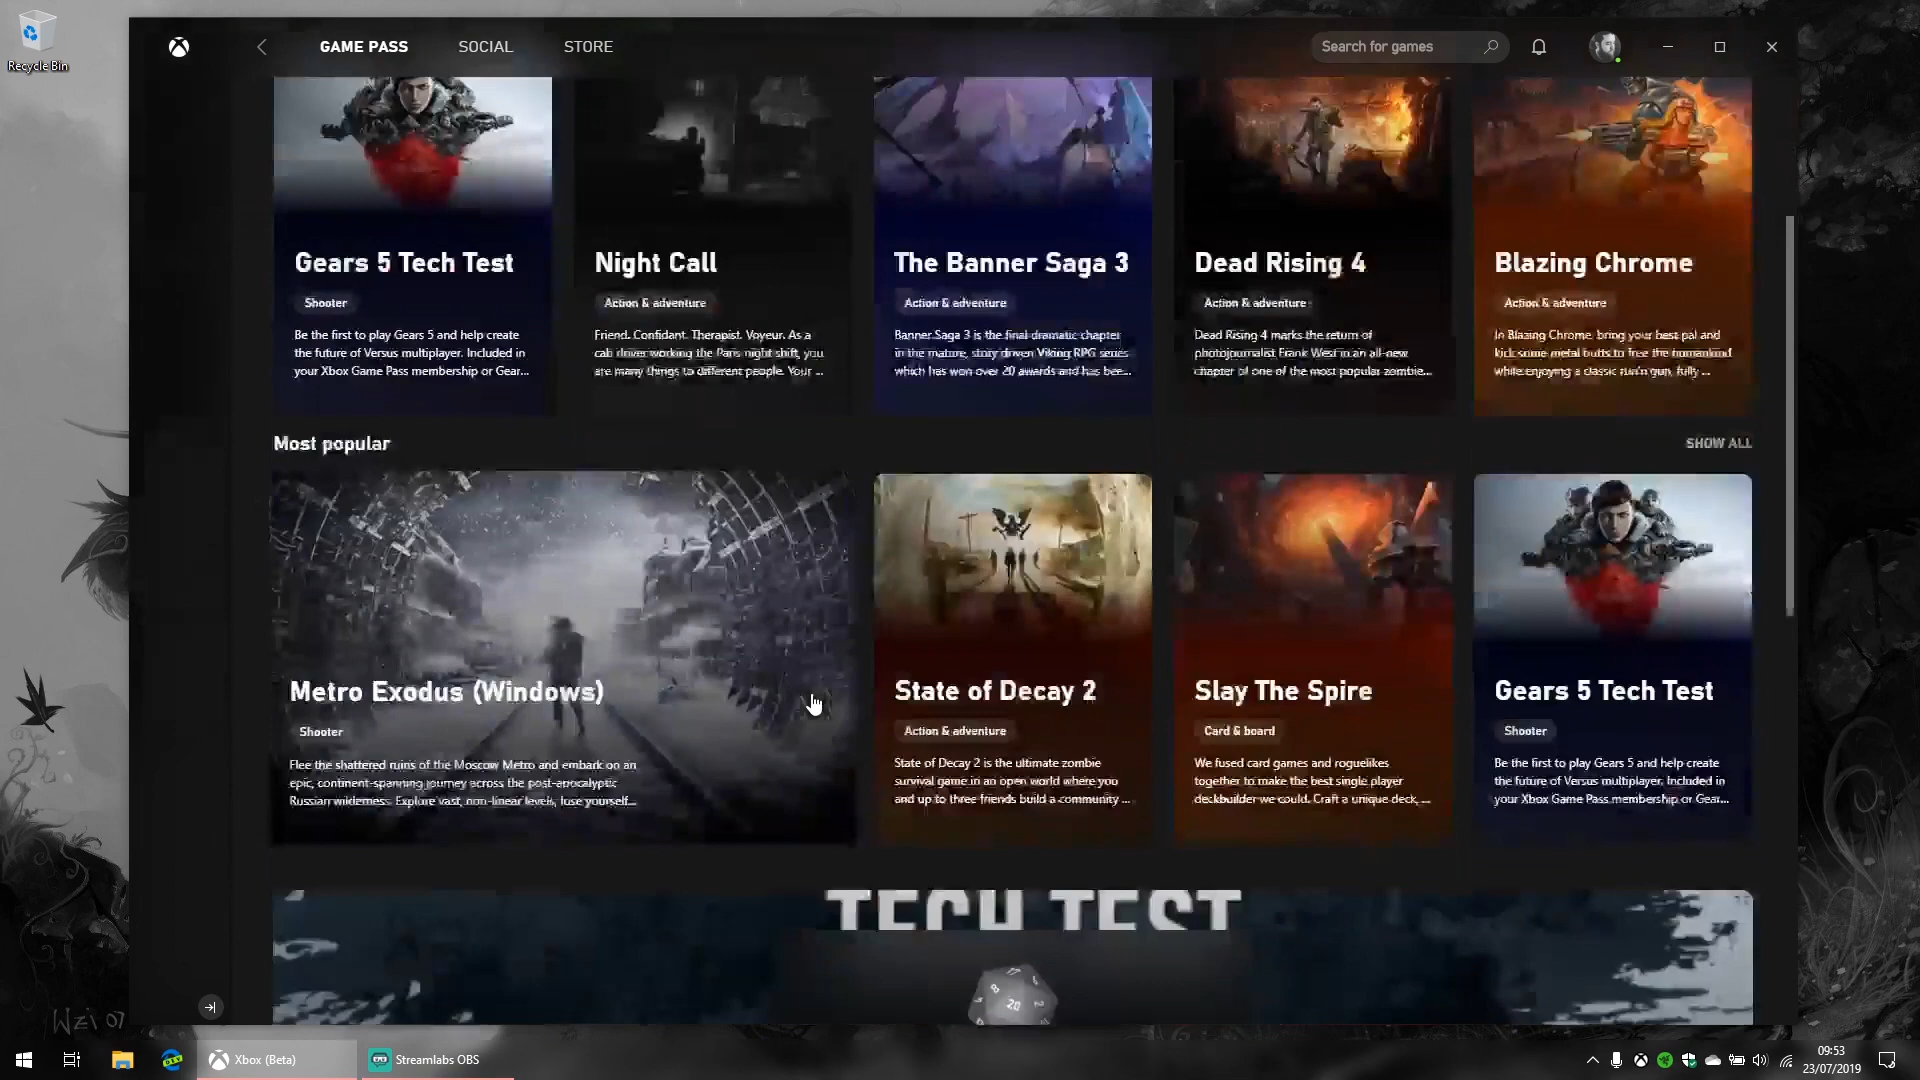 Recycle Bin
GAME PASS
SOCIAL
STORE
Search for games
Gears 5 Tech Test
Shooter
Be the first to play Gears 5 and help create
the future of Versus multiplayer. Included in
your Xbox Game Pass membership or Gear...
Night Call
Action & adventure
Friend. Confidant. Therapist. Voyeur. As a
cab driver working the Paris night shift, you
are many things to different people. Your ...
The Banner Saga 3
Action & adventure
Banner Saga 3 is the final dramatic chapter
in the mature, story driven Viking RPG series
which has won over 20 awards and has bee...
Dead Rising 4
Action & adventure
Dead Rising 4 marks the return of
photojournalist Frank West in an all-new
chapter of one of the most popular zombie...
Blazing Chrome
Action & adventure
In Blazing Chrome, bring your best pal and
kick some metal butts to free the humankind
while enjoying a classic run'n gun, fully ...
Most popular
SHOW ALL
Metro Exodus (Windows)
Shooter
Flee the shattered ruins of the Moscow Metro and embark on an
epic, continent-spanning journey across the post-apocalyptic
Russian wilderness. Explore vast, non-linear levels, lose yourself...
State of Decay 2
Action & adventure
State of Decay 2 is the ultimate zombie
survival game in an open world where you
and up to three friends build a community ...
Slay The Spire
Card & board
We fused card games and roguelikes
together to make the best single player
deckbuilder we could. Craft a unique deck, ...
Gears 5 Tech Test
Shooter
Be the first to play Gears 5 and help create
the future of Versus multiplayer. Included in
your Xbox Game Pass membership or Gear...
TECH TEST
17
8
20
2
Wzi 07
Xbox (Beta)
Streamlabs OBS
09:53
23/07/2019